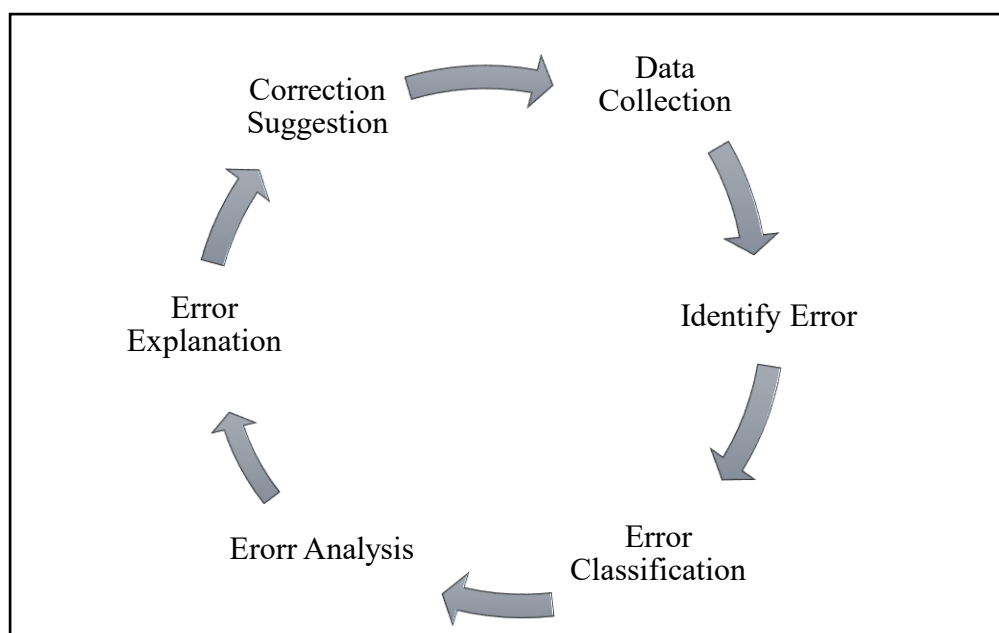 Data
Collection
Identify Error
Error
Classification
Erorr Analysis
Error
Explanation
Correction
Suggestion